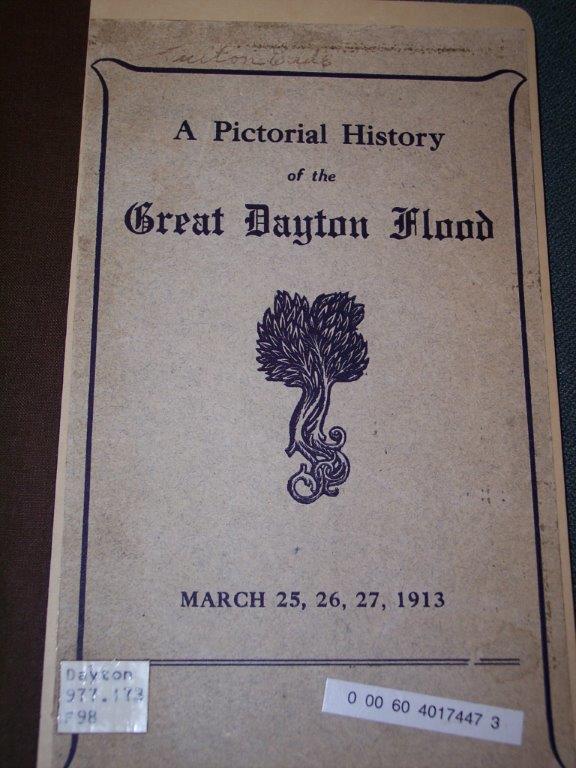 A Pictorial History
of the
Great Dayton Flood
MARCH 25, 26, 27, 1913
Dayton
977.173
F98
0 00 60 4017447 3